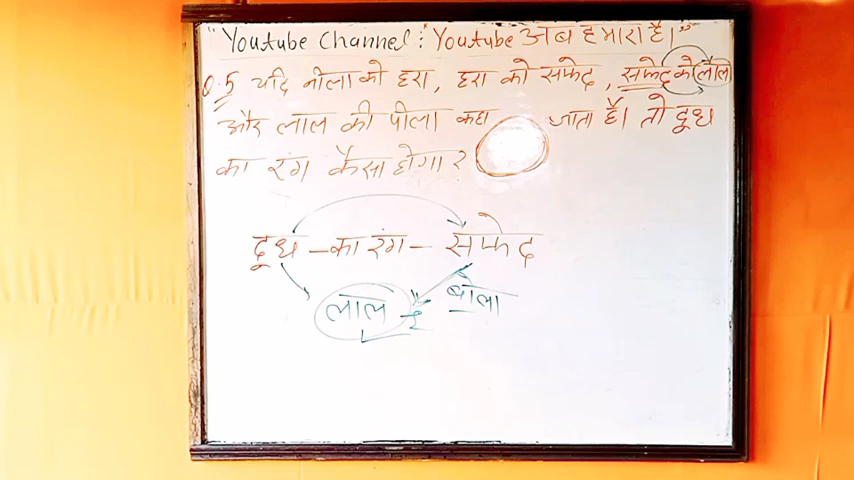 "Youtube Channel: Youtube अब हमारा है।"
Q.5 यदि नीला को हरा, हरा को सफेद, सफेद को लाल
और लाल को पीला कहा जाता है। तो दूध
का रंग कैसा होगा?
दूध - का रंग - सफेद
लाल है बोला